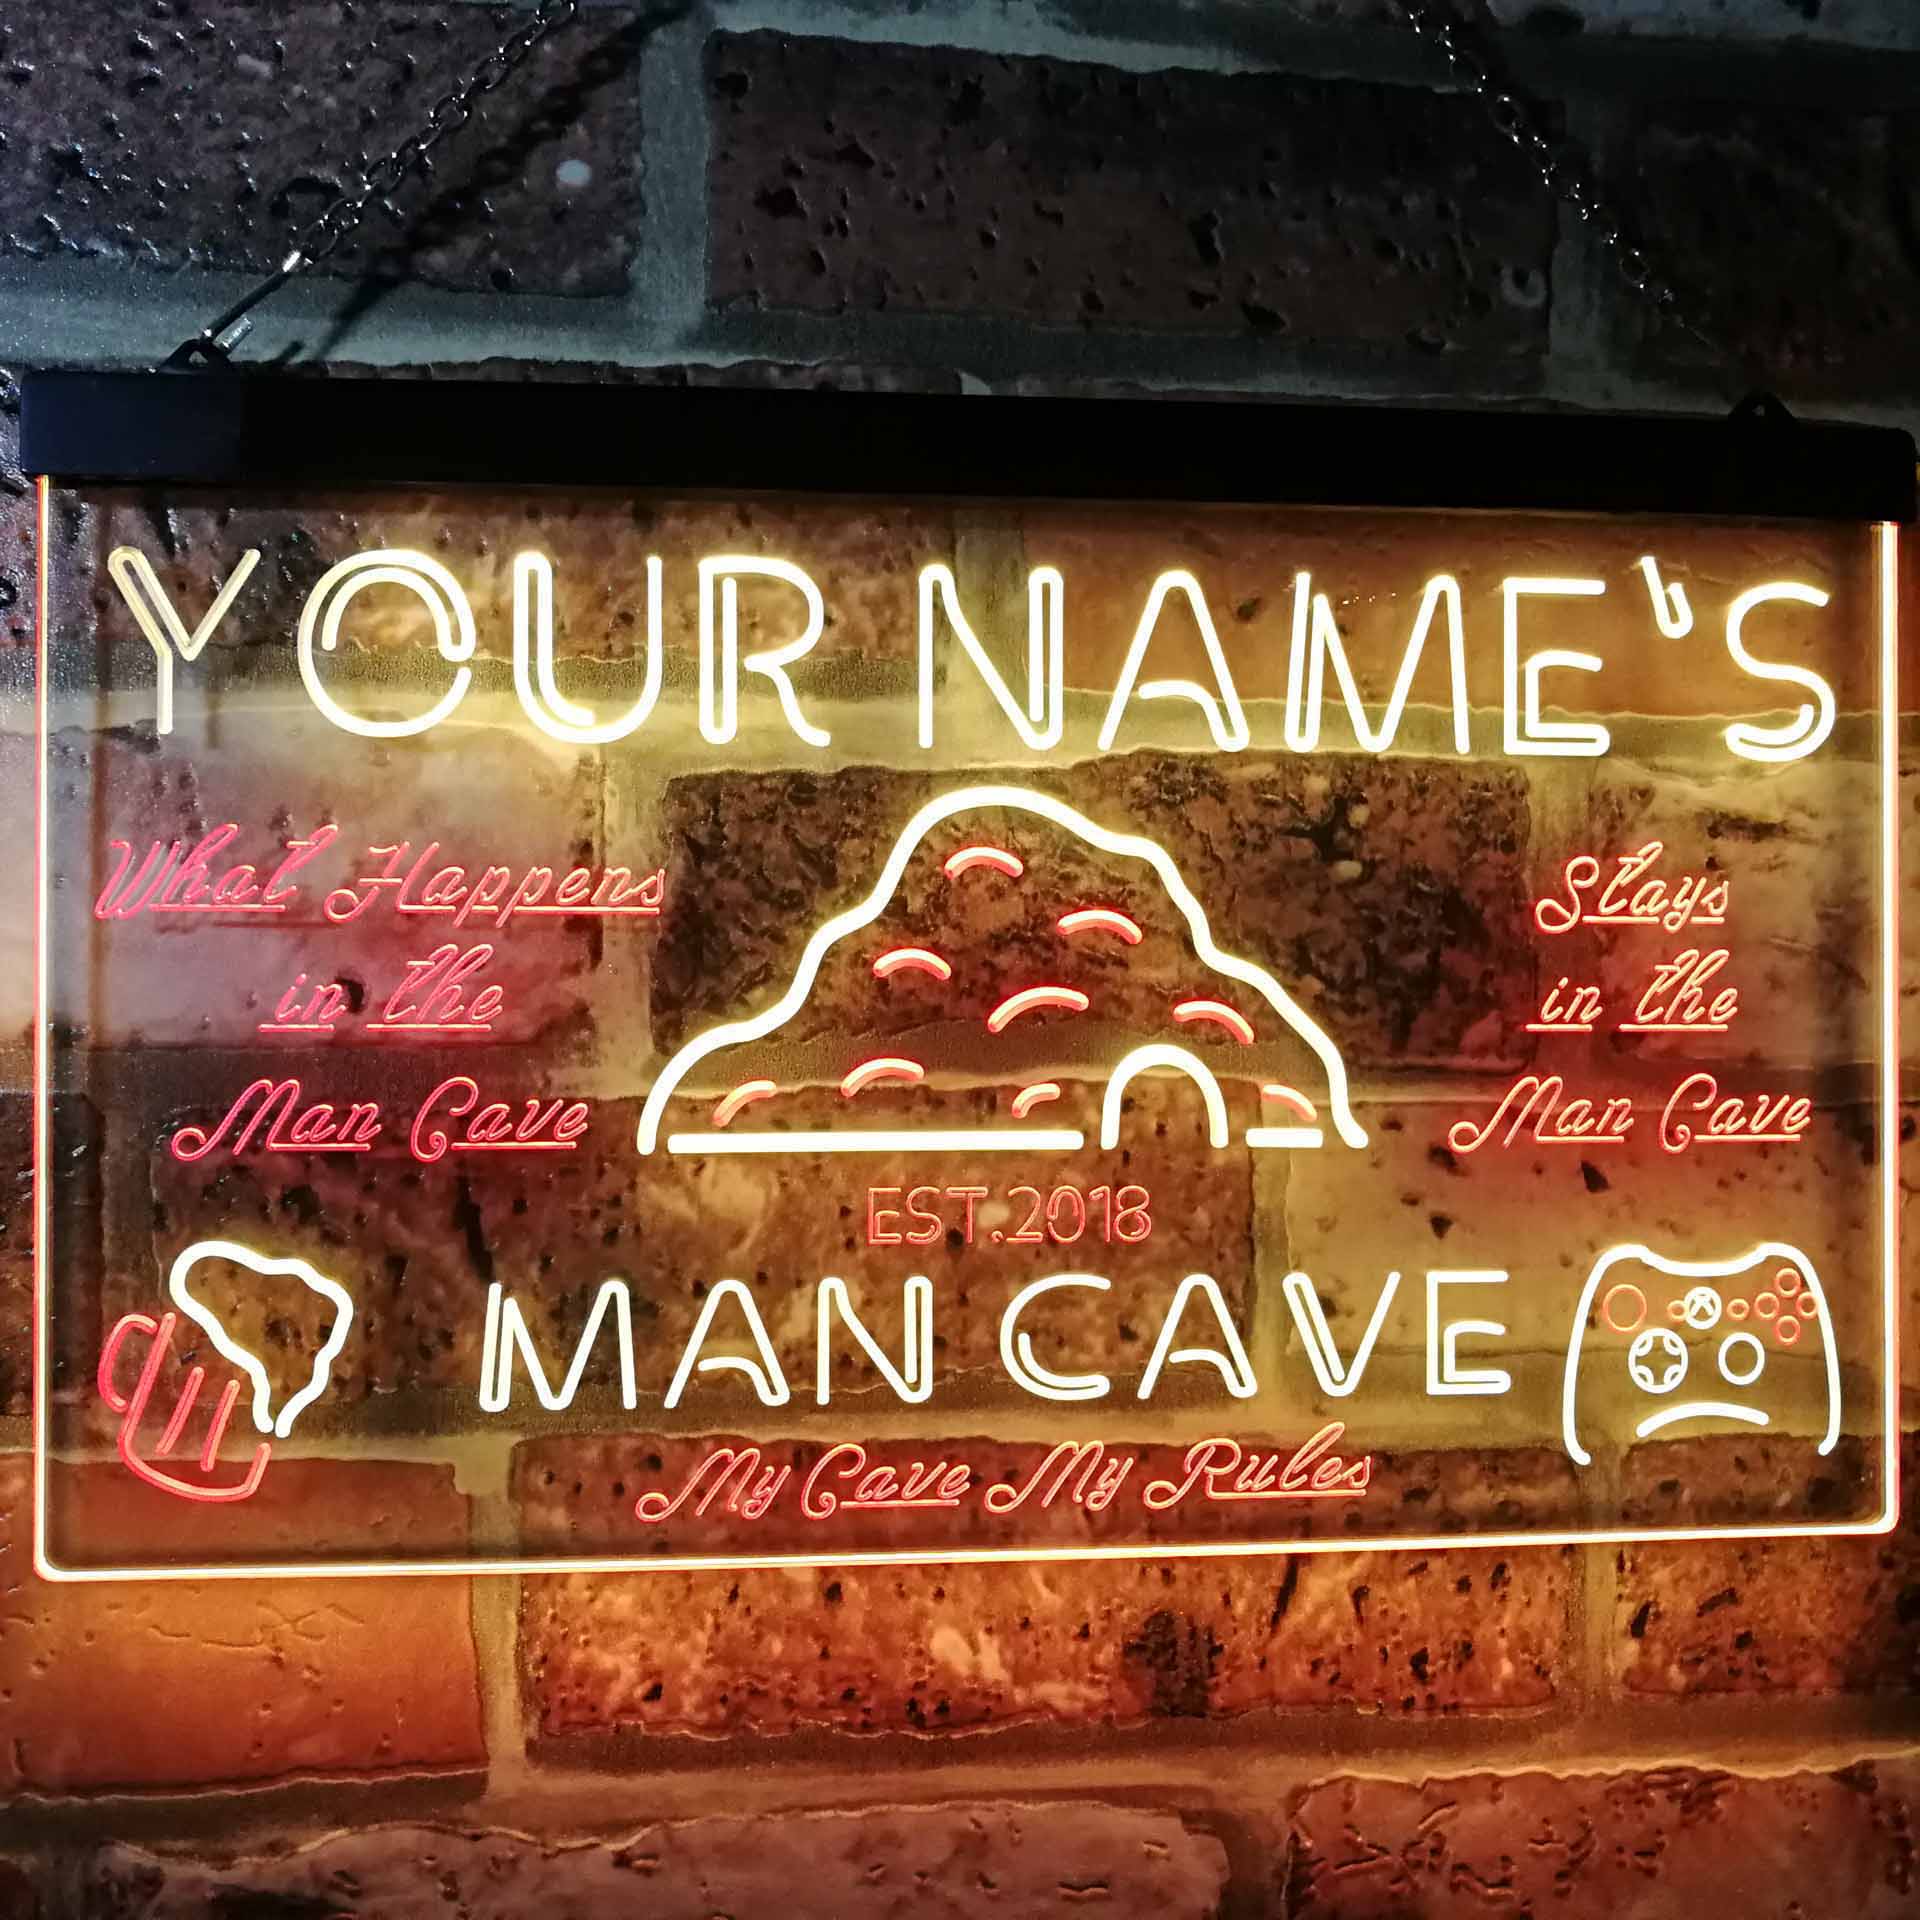 YOUR NAME'S
What Happens
in the
Man Cave
Stays
in the
Man Cave
EST.2018
MAN CAVE
My Cave My Rules